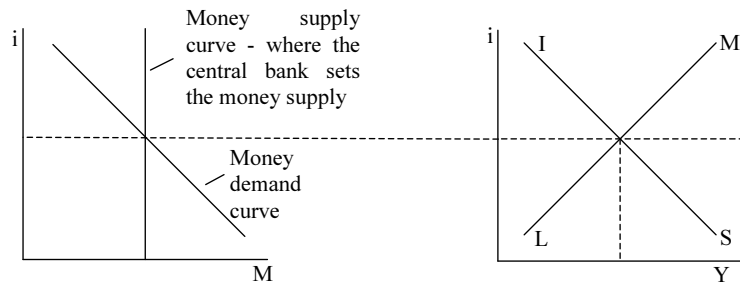 Money supply
curve - where the
central bank sets
the money supply
i
Money
demand
curve
M
i
I
M
L
S
Y